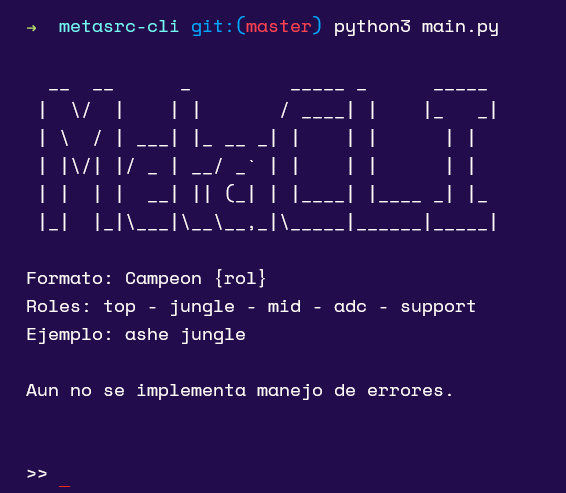 → metasrc-cli git:(master) python3 main.py
  __  __      _         _____ _      _____
 |  \/  |    | |       / ____| |    |_   _|
 | \  / | ___| |_ __ _| |    | |      | |
 | |\/| |/ _ | __/ _` | |    | |      | |
 | |  | |  __| || (_| | |____| |____ _| |_
 |_|  |_|\___|\__\__,_|\_____|______|_____|
Formato: Campeon {rol}
Roles: top - jungle - mid - adc - support
Ejemplo: ashe jungle
Aun no se implementa manejo de errores.
>> _